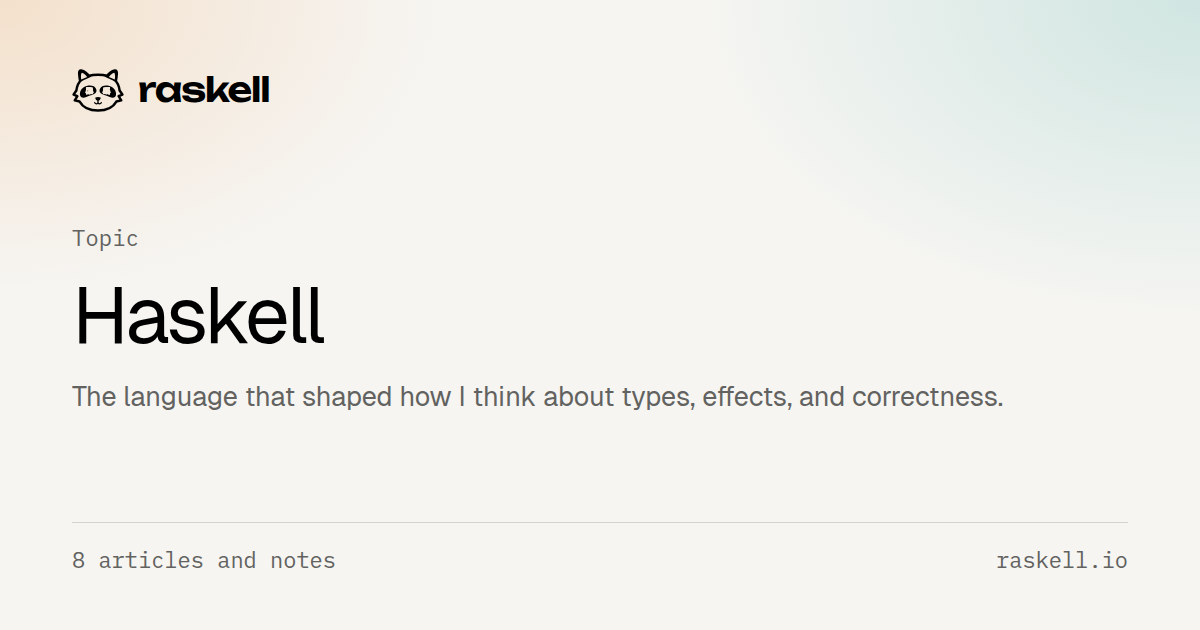 raskell
Topic
Haskell
The language that shaped how I think about types, effects, and correctness.
8 articles and notes
raskell.io